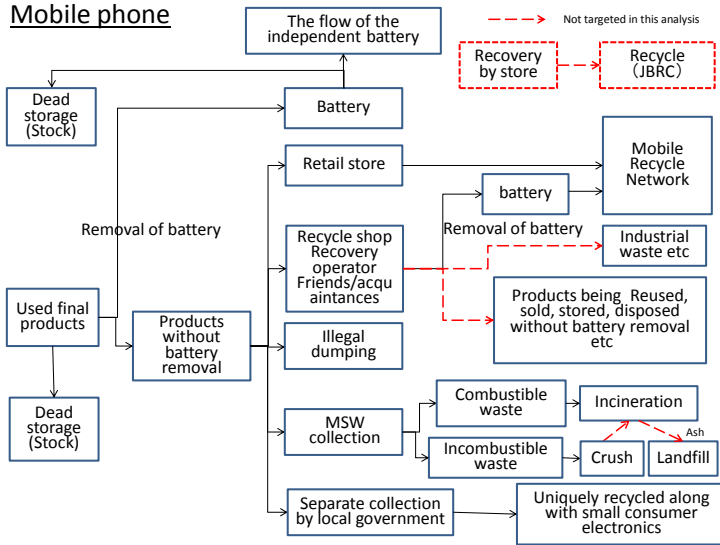 Mobile phone
The flow of the
independent battery
Not targeted in this analysis
Recovery
by store
Recycle
（JBRC）
Dead
storage
(Stock)
Battery
Retail store
Mobile
Recycle
Network
battery
Removal of battery
Removal of battery
Recycle shop
Recovery
operator
Friends/acqu
aintances
Industrial
waste etc
Used final
products
Products
without
battery
removal
Products being Reused,
sold, stored, disposed
without battery removal
etc
Illegal
dumping
Dead
storage
(Stock)
MSW
collection
Combustible
waste
Incineration
Ash
Incombustible
waste
Crush
Landfill
Separate collection
by local government
Uniquely recycled along
with small consumer
electronics